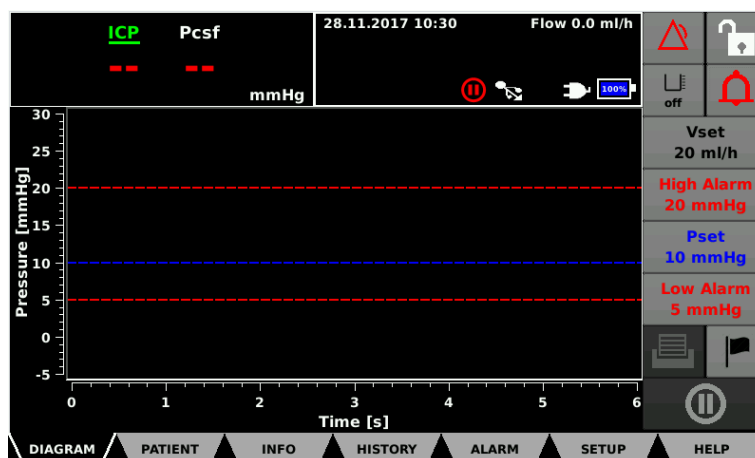 ICP Pcsf
-- --
mmHg
28.11.2017 10:30 Flow 0.0 ml/h
100%
off
Vset
20 ml/h
High Alarm
20 mmHg
Pset
10 mmHg
Low Alarm
5 mmHg
Pressure [mmHg]
30
25
20
15
10
5
0
-5
0 1 2 3 4 5 6
Time [s]
DIAGRAM PATIENT INFO HISTORY ALARM SETUP HELP